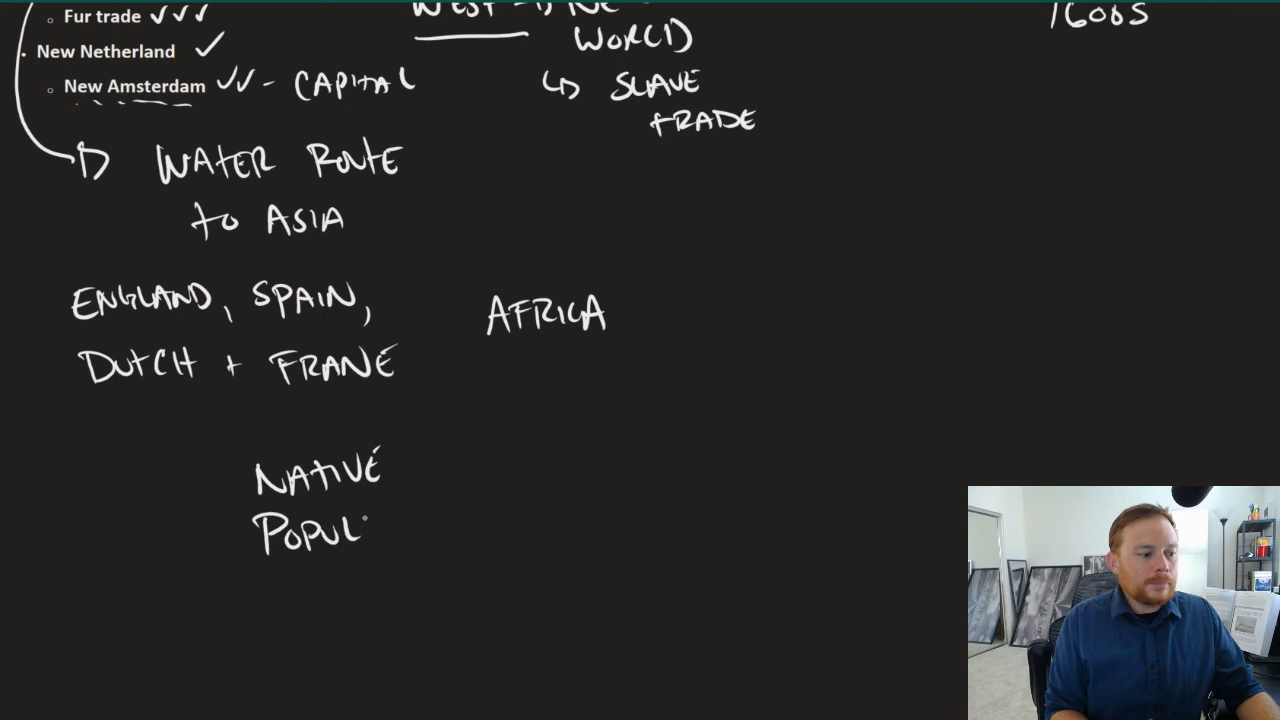 Fur trade ✓✓✓
New Netherland ✓
New Amsterdam ✓✓ - CAPITAL
WORLD
↳ SLAVE
TRADE
1600s
WATER ROUTE
to ASIA
ENGLAND, SPAIN,
DUTCH + FRANE
AFRICA
NATIVE
POPUL